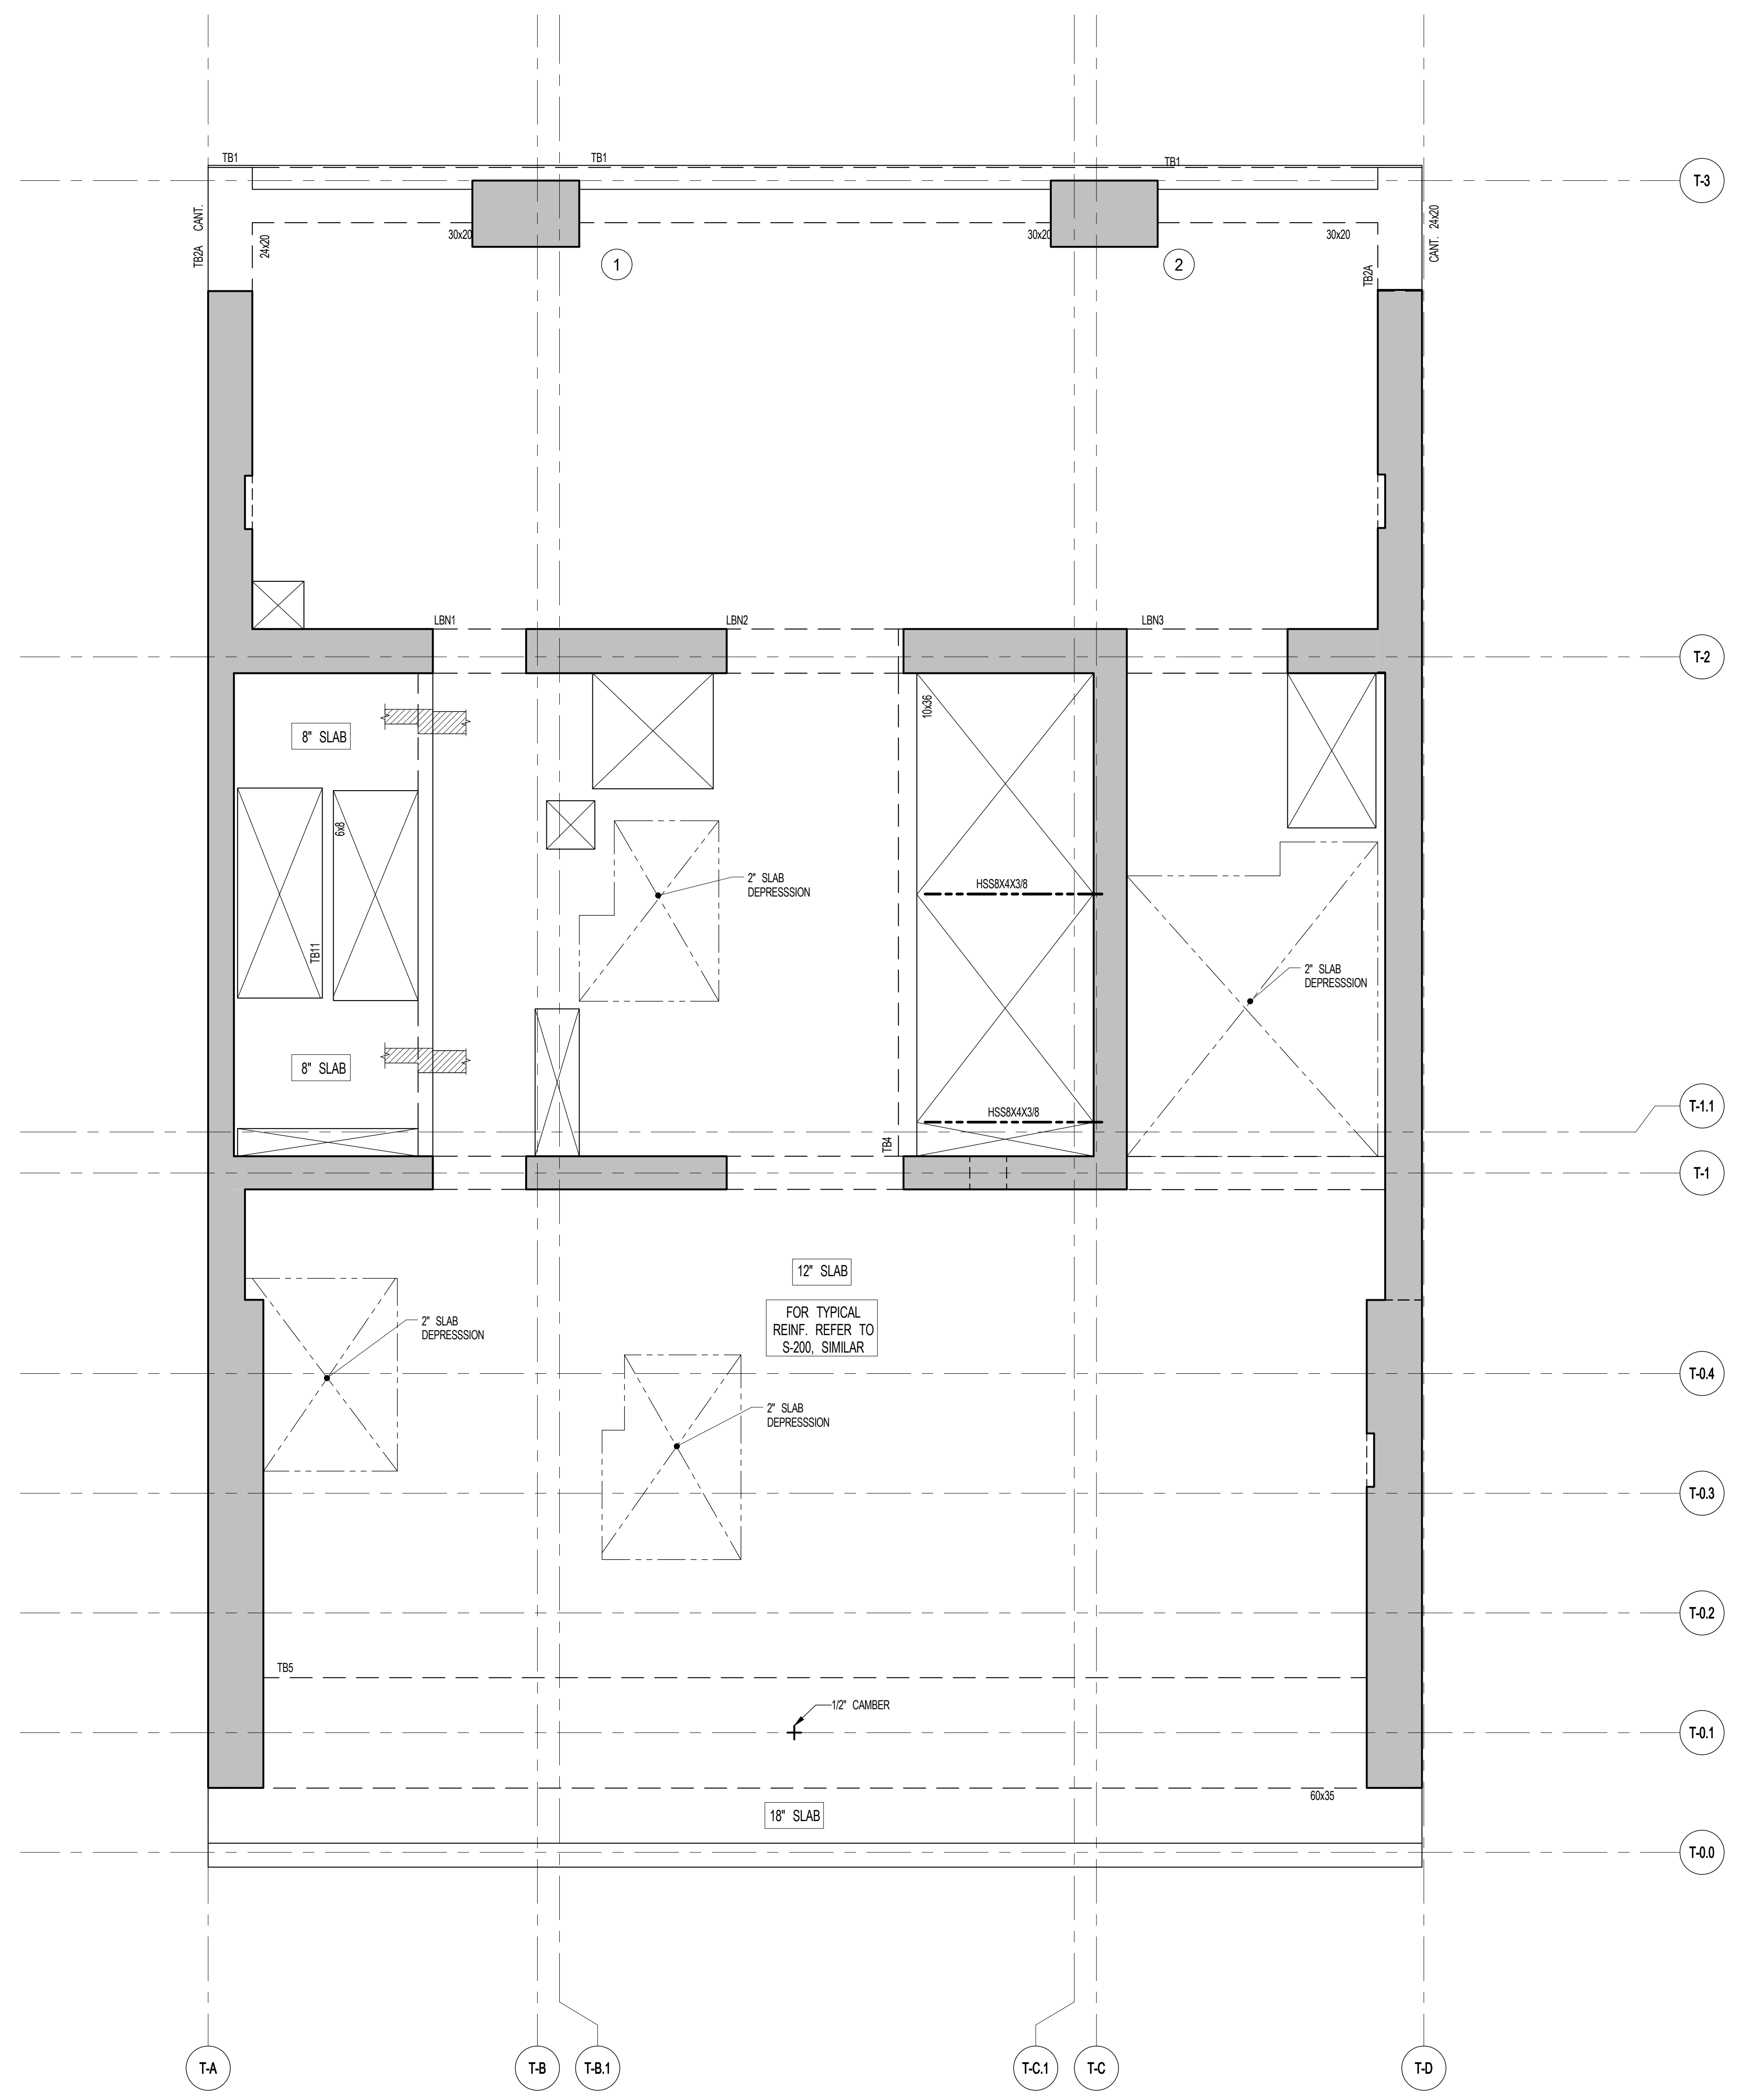 TB1
TB1
TB1
T-3
TB2A CANT.
24x20
30x20
30x20
30x20
CANT. 24x20
TB2A
1
2
LBN1
LBN2
LBN3
T-2
10x36
8" SLAB
6x8
2" SLAB
DEPRESSSION
HSS8X4X3/8
TB11
2" SLAB
DEPRESSSION
8" SLAB
HSS8X4X3/8
T-1.1
TB4
T-1
12" SLAB
FOR TYPICAL
REINF. REFER TO
S-200, SIMILAR
2" SLAB
DEPRESSSION
T-0.4
2" SLAB
DEPRESSSION
T-0.3
T-0.2
TB5
1/2" CAMBER
T-0.1
60x35
18" SLAB
T-0.0
T-A
T-B
T-B.1
T-C.1
T-C
T-D